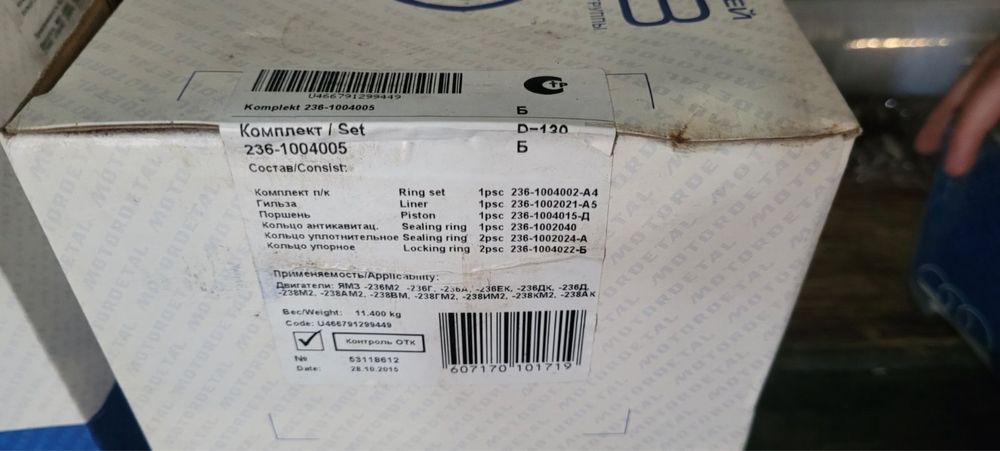 В
ЕЙ
ГРУППЫ
U466791299449
Komplekt 236-1004005 Б
Комплект / Set D=130
236-1004005 Б
Состав/Consist:
Комплект п/к Ring set 1psc 236-1004002-А4
Гильза Liner 1psc 236-1002021-А5
Поршень Piston 1psc 236-1004015-Д
Кольцо антикавитац. Sealing ring 1psc 236-1002040
Кольцо уплотнительное Sealing ring 2psc 236-1002024-А
Кольцо упорное Locking ring 2psc 236-1004022-Б
Применяемость/Applicability:
Двигатели: ЯМЗ -236М2, -236Г, -236А, -236ЕК, -236ДК, -236Д,
-238М2, -238АМ2, -238ВМ, -238ГМ2, -238ИМ2, -238КМ2, -238АК
Вес/Weight: 11.400 kg
Code: U466791299449
Контроль ОТК
№ 53118612
Date: 28.10.2015
607170 101719
MOTORDETAL